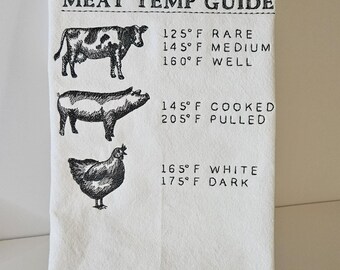 MEAT TEMP GUIDE
125°F RARE
145°F MEDIUM
160°F WELL
145°F COOKED
205°F PULLED
165°F WHITE
175°F DARK